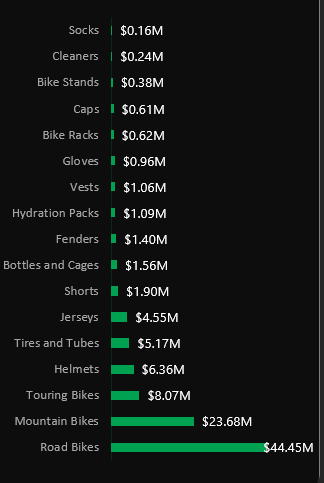 Socks $0.16M
Cleaners $0.24M
Bike Stands $0.38M
Caps $0.61M
Bike Racks $0.62M
Gloves $0.96M
Vests $1.06M
Hydration Packs $1.09M
Fenders $1.40M
Bottles and Cages $1.56M
Shorts $1.90M
Jerseys $4.55M
Tires and Tubes $5.17M
Helmets $6.36M
Touring Bikes $8.07M
Mountain Bikes $23.68M
Road Bikes $44.45M